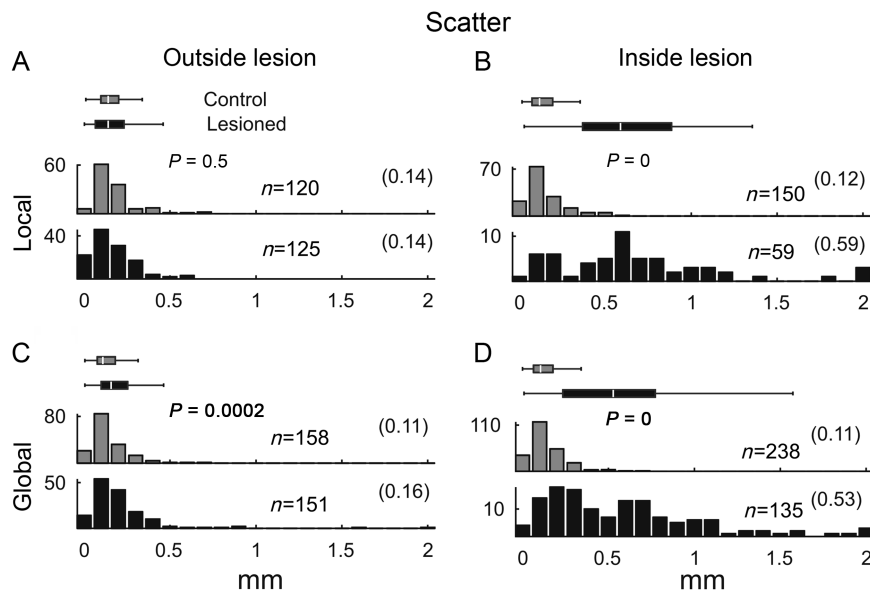 Scatter
A
Outside lesion
B
Inside lesion
Control
Lesioned
P = 0.5
60
n=120
(0.14)
Local
40
n=125
(0.14)
0
0.5
1
1.5
2
P = 0
70
n=150
(0.12)
10
n=59
(0.59)
0
0.5
1
1.5
2
C
P = 0.0002
80
n=158
(0.11)
Global
50
n=151
(0.16)
0
0.5
1
1.5
2
mm
D
P = 0
110
n=238
(0.11)
10
n=135
(0.53)
0
0.5
1
1.5
2
mm